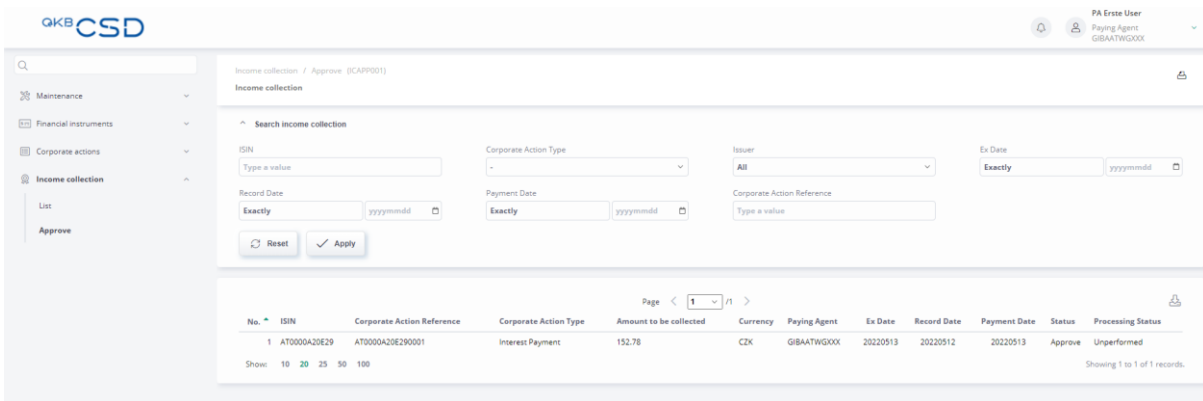 OKB CSD
PA Erste User
Paying Agent
GIBAATWGXXX
Maintenance
Financial instruments
Corporate actions
Income collection
List
Approve
Income collection / Approve (ICAPP001)
Income collection
Search income collection
ISIN Corporate Action Type Issuer Ex Date
Type a value - All Exactly yyyymmdd
Record Date Payment Date Corporate Action Reference
Exactly yyyymmdd Exactly yyyymmdd Type a value
Reset Apply
Page < 1 /1 >
No. ISIN Corporate Action Reference Corporate Action Type Amount to be collected Currency Paying Agent Ex Date Record Date Payment Date Status Processing Status
1 AT0000A20E29 AT0000A20E290001 Interest Payment 152.78 CZK GIBAATWGXXX 20220513 20220512 20220513 Approve Unperformed
Show: 10 20 25 50 100 Showing 1 to 1 of 1 records.